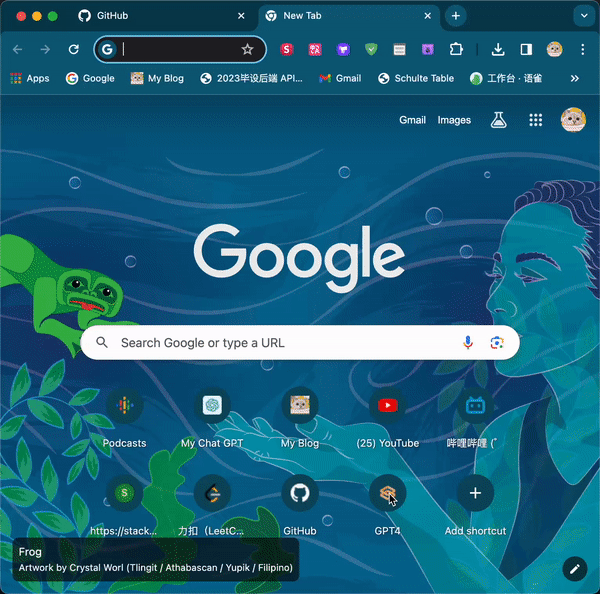 GitHub
New Tab
Apps
Google
My Blog
2023毕设后端 API...
Gmail
Schulte Table
工作台 · 语雀
Gmail
Images
Google
Search Google or type a URL
Podcasts
My Chat GPT
My Blog
(25) YouTube
哔哩哔哩 (゜
https://stack...
力扣（LeetC...
GitHub
GPT4
Add shortcut
Frog
Artwork by Crystal Worl (Tlingit / Athabascan / Yupik / Filipino)